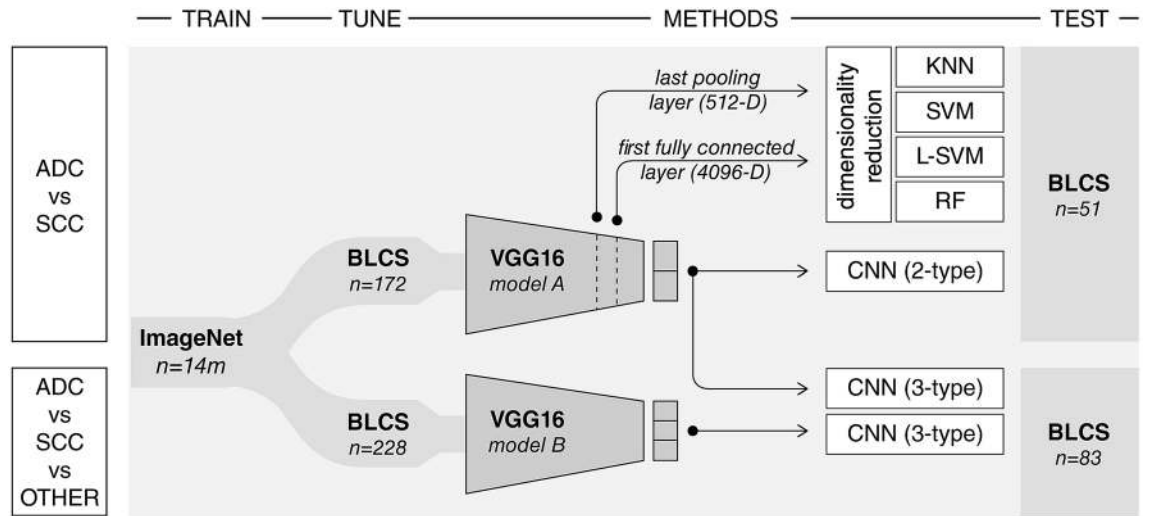 TRAIN TUNE METHODS TEST
ADC
vs
SCC
last pooling
layer (512-D)
first fully connected
layer (4096-D)
dimensionality
reduction
KNN
SVM
L-SVM
RF
BLCS
n=51
BLCS
n=172
VGG16
model A
CNN (2-type)
ImageNet
n=14m
ADC
vs
SCC
vs
OTHER
BLCS
n=228
VGG16
model B
CNN (3-type)
CNN (3-type)
BLCS
n=83